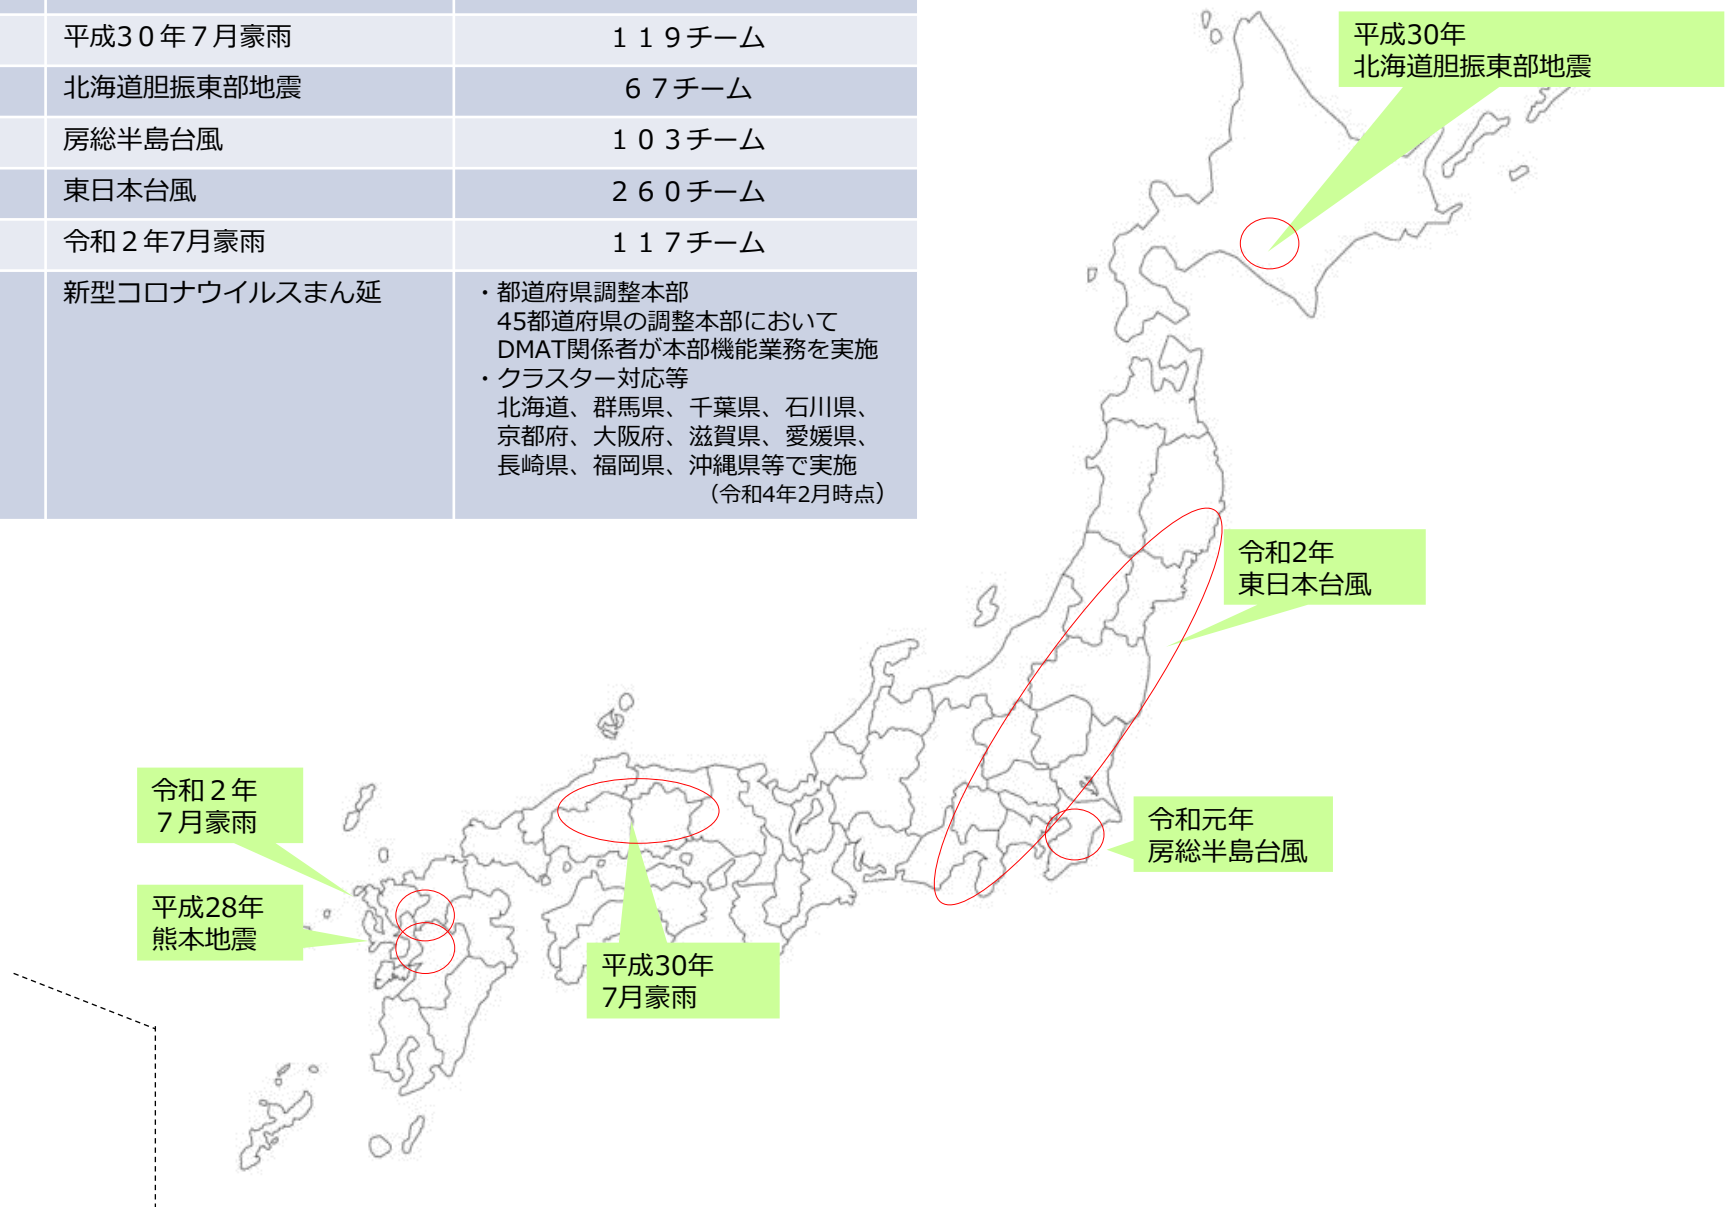 平成３０年７月豪雨
１１９チーム
北海道胆振東部地震
６７チーム
房総半島台風
１０３チーム
東日本台風
２６０チーム
令和２年7月豪雨
１１７チーム
新型コロナウイルスまん延
・都道府県調整本部
45都道府県の調整本部において
DMAT関係者が本部機能業務を実施
・クラスター対応等
北海道、群馬県、千葉県、石川県、
京都府、大阪府、滋賀県、愛媛県、
長崎県、福岡県、沖縄県等で実施
（令和4年2月時点）
平成30年
北海道胆振東部地震
令和2年
東日本台風
令和元年
房総半島台風
令和２年
７月豪雨
平成28年
熊本地震
平成30年
7月豪雨